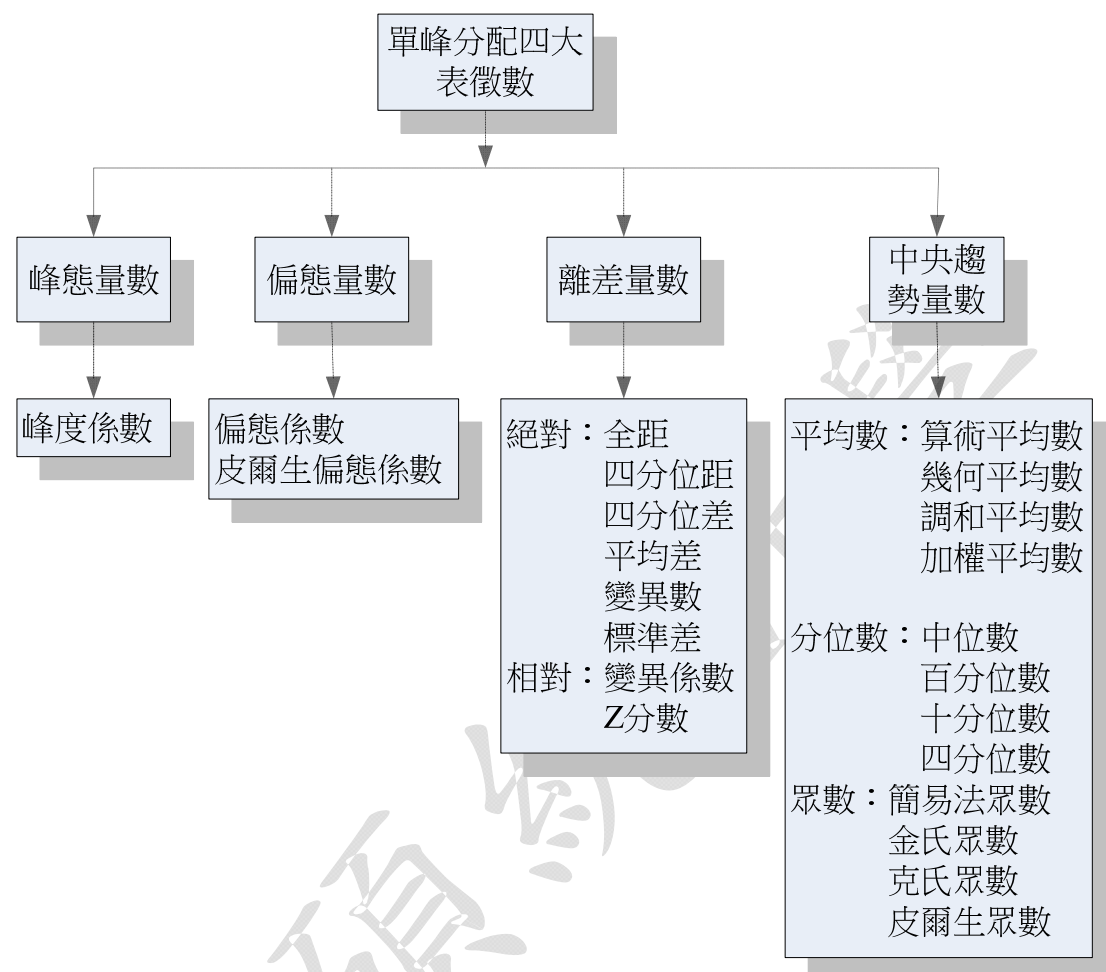 單峰分配四大
表徵數
峰態量數
偏態量數
離差量數
中央趨
勢量數
峰度係數
偏態係數
皮爾生偏態係數
絕對：全距
四分位距
四分位差
平均差
變異數
標準差
相對：變異係數
Z分數
平均數：算術平均數
幾何平均數
調和平均數
加權平均數
分位數：中位數
百分位數
十分位數
四分位數
眾數：簡易法眾數
金氏眾數
克氏眾數
皮爾生眾數